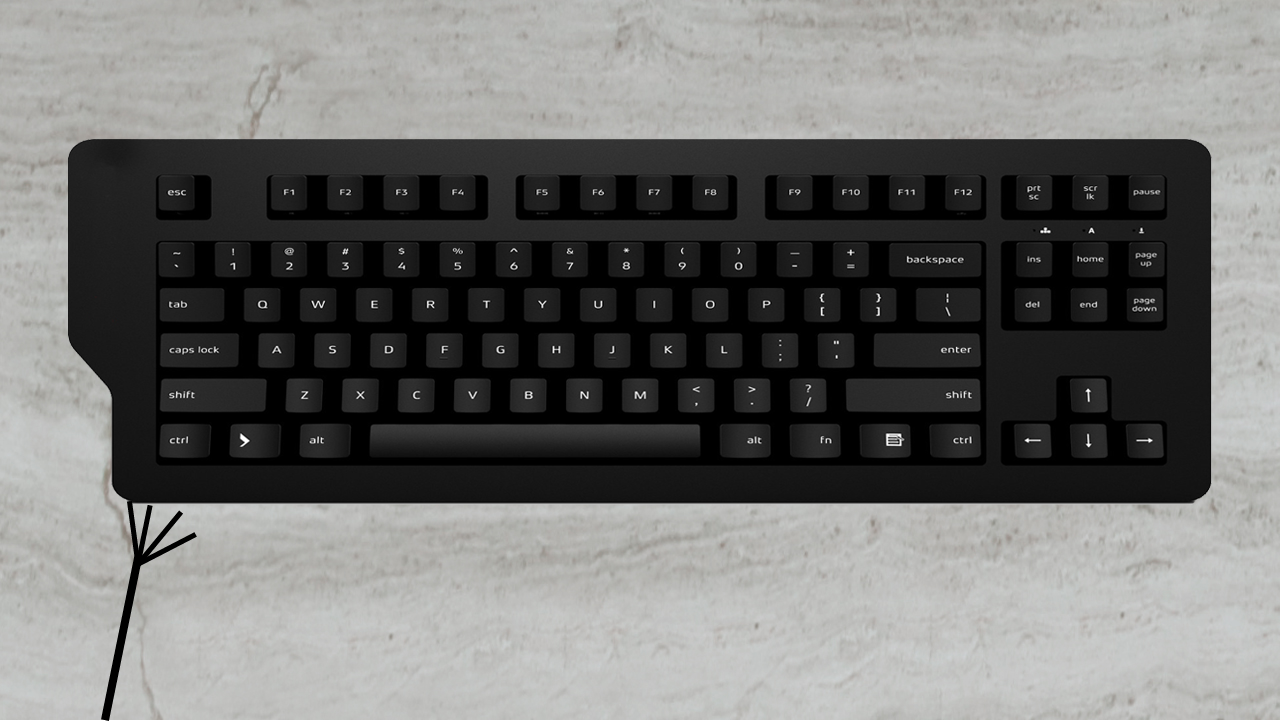 esc F1 F2 F3 F4 F5 F6 F7 F8 F9 F10 F11 F12 prt sc scr lk pause
A
~ ` ! 1 @ 2 # 3 $ 4 % 5 ^ 6 & 7 * 8 ( 9 ) 0 — - + = backspace ins home page up
tab Q W E R T Y U I O P { [ } ] ¦ \ del end page down
caps lock A S D F G H J K L : ; " ' enter
shift Z X C V B N M < , > . ? / shift ↑
ctrl alt alt fn ctrl ← ↓ →